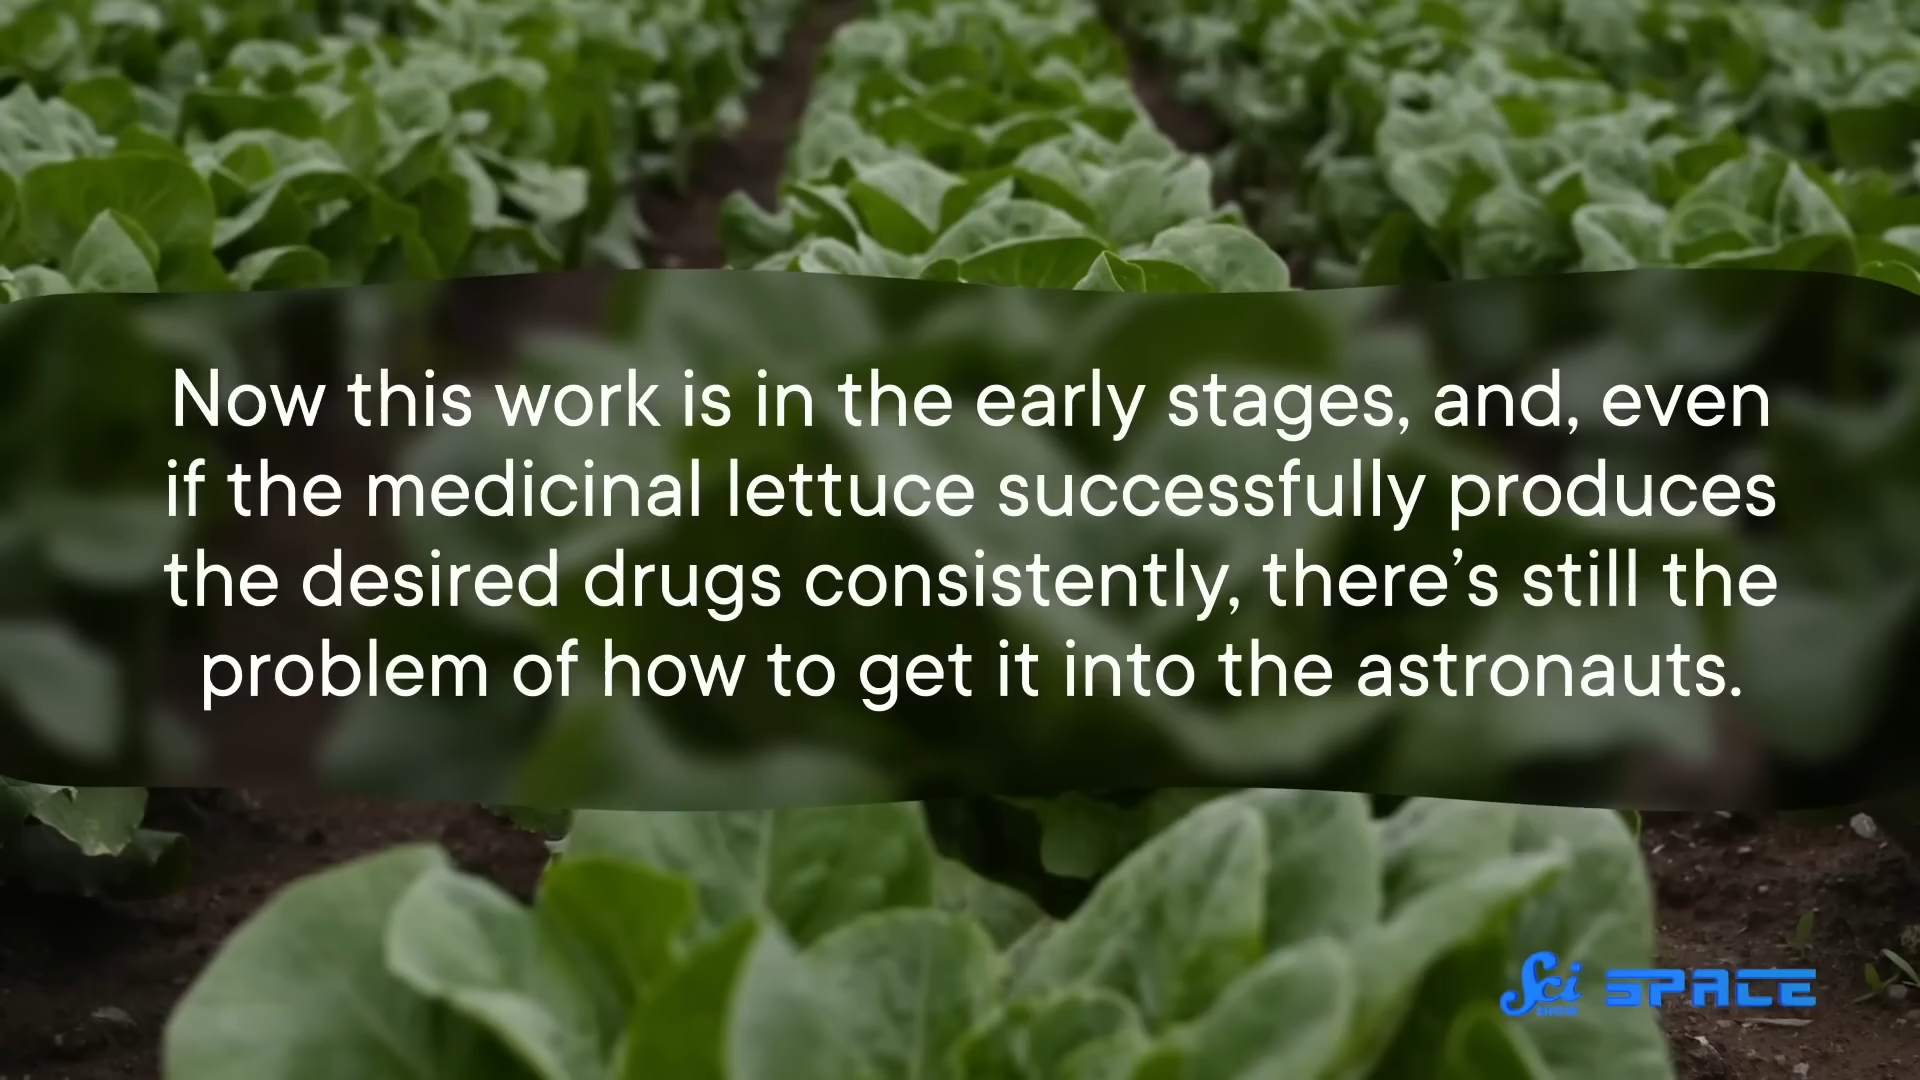 Now this work is in the early stages, and, even
if the medicinal lettuce successfully produces
the desired drugs consistently, there’s still the
problem of how to get it into the astronauts.
Sci SPACE
SHOW